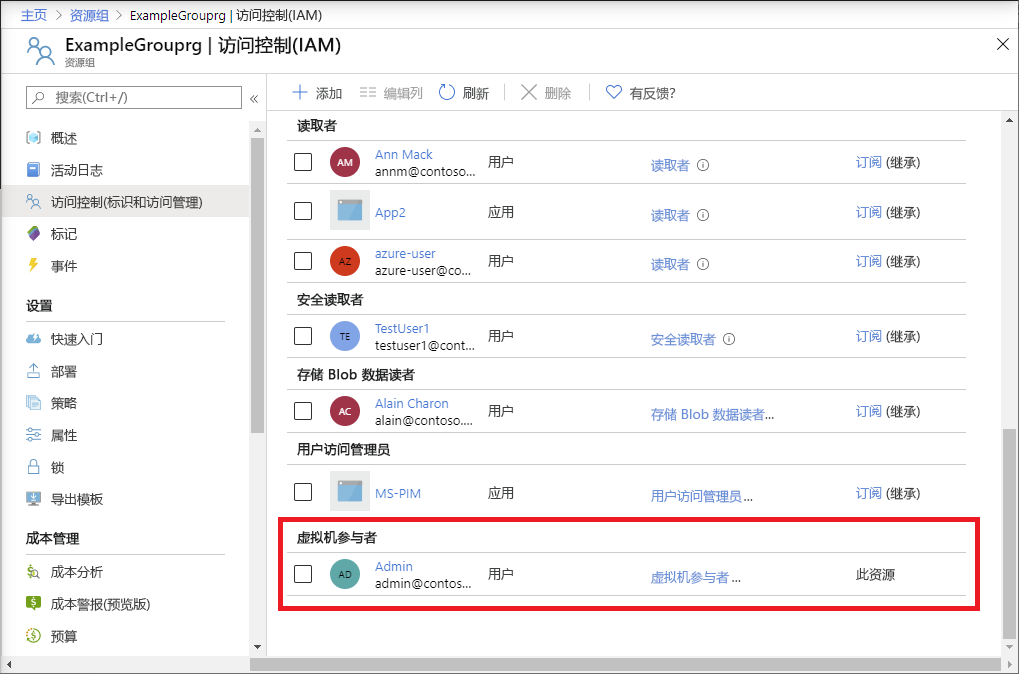 主页 > 资源组 > ExampleGrouprg | 访问控制(IAM)
ExampleGrouprg | 访问控制(IAM)
资源组
搜索(Ctrl+/)
«
概述
活动日志
访问控制(标识和访问管理)
标记
事件
设置
快速入门
部署
策略
属性
锁
导出模板
成本管理
成本分析
成本警报(预览版)
预算
添加 编辑列 刷新 删除 有反馈?
读取者
AM Ann Mack 用户 读取者 订阅 (继承)
annm@contoso...
App2 应用 读取者 订阅 (继承)
AZ azure-user 用户 读取者 订阅 (继承)
azure-user@co...
安全读取者
TE TestUser1 用户 安全读取者 订阅 (继承)
testuser1@cont...
存储 Blob 数据读者
AC Alain Charon 用户 存储 Blob 数据读者... 订阅 (继承)
alain@contoso....
用户访问管理员
MS-PIM 应用 用户访问管理员... 订阅 (继承)
虚拟机参与者
AD Admin 用户 虚拟机参与者 ... 此资源
admin@contos...